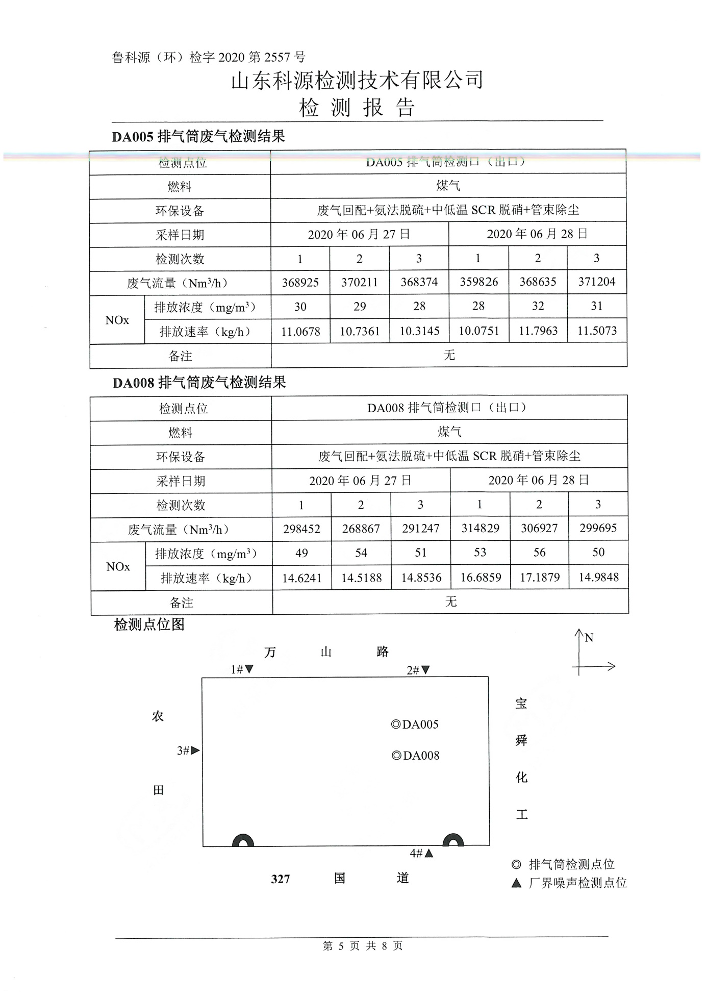 鲁科源（环）检字 2020 第 2557 号
山东科源检测技术有限公司
检 测 报 告
DA005 排气筒废气检测结果
检测点位 DA005 排气筒检测口（出口）
燃料 煤气
环保设备 废气回配+氨法脱硫+中低温 SCR 脱硝+管束除尘
采样日期 2020 年 06 月 27 日 2020 年 06 月 28 日
检测次数 1 2 3 1 2 3
废气流量（Nm³/h） 368925 370211 368374 359826 368635 371204
NOx 排放浓度（mg/m³） 30 29 28 28 32 31
排放速率（kg/h） 11.0678 10.7361 10.3145 10.0751 11.7963 11.5073
备注 无
DA008 排气筒废气检测结果
检测点位 DA008 排气筒检测口（出口）
燃料 煤气
环保设备 废气回配+氨法脱硫+中低温 SCR 脱硝+管束除尘
采样日期 2020 年 06 月 27 日 2020 年 06 月 28 日
检测次数 1 2 3 1 2 3
废气流量（Nm³/h） 298452 268867 291247 314829 306927 299695
NOx 排放浓度（mg/m³） 49 54 51 53 56 50
排放速率（kg/h） 14.6241 14.5188 14.8536 16.6859 17.1879 14.9848
备注 无
检测点位图
N
万 山 路
1#▼ 2#▼
农田
宝舜化工
◎DA005
3#▶
◎DA008
4#▲
327 国 道
◎ 排气筒检测点位
▲ 厂界噪声检测点位
第 5 页 共 8 页